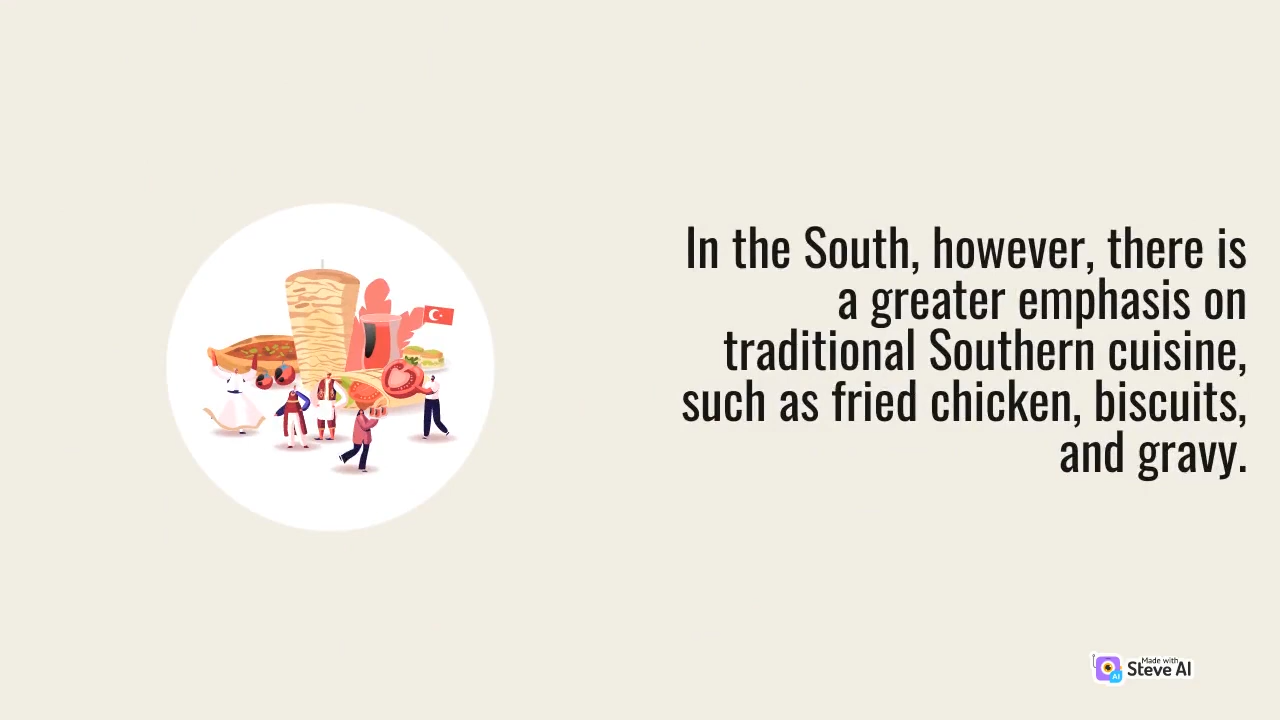 In the South, however, there is
a greater emphasis on
traditional Southern cuisine,
such as fried chicken, biscuits,
and gravy.
Made with
Steve AI
AI